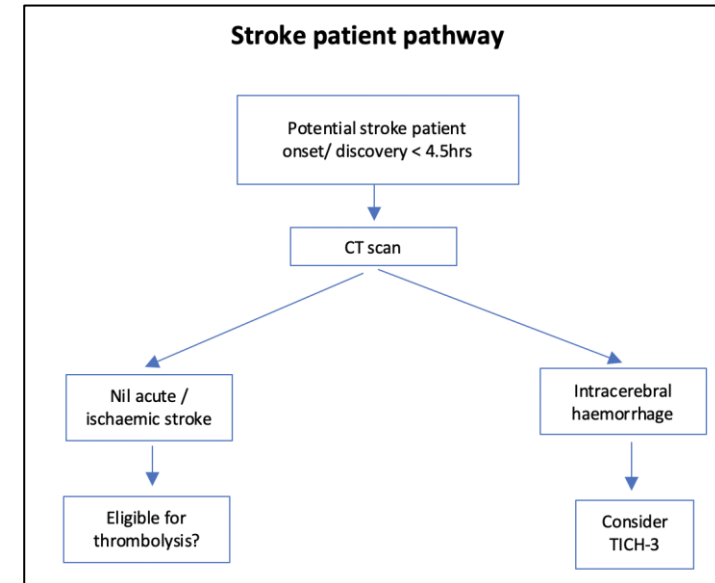 Stroke patient pathway
Potential stroke patient
onset/ discovery < 4.5hrs
CT scan
Nil acute /
ischaemic stroke
Intracerebral
haemorrhage
Eligible for
thrombolysis?
Consider
TICH-3